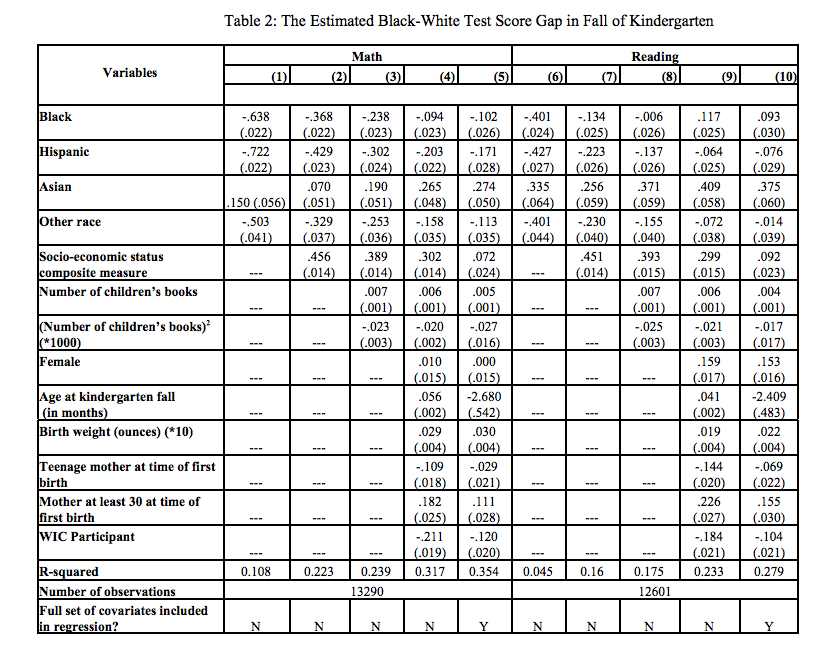 Table 2: The Estimated Black-White Test Score Gap in Fall of Kindergarten
Variables Math Reading
(1) (2) (3) (4) (5) (6) (7) (8) (9) (10)
Black -.638 -.368 -.238 -.094 -.102 -.401 -.134 -.006 .117 .093
(.022) (.022) (.023) (.023) (.026) (.024) (.025) (.026) (.025) (.030)
Hispanic -.722 -.429 -.302 -.203 -.171 -.427 -.223 -.137 -.064 -.076
(.022) (.023) (.024) (.022) (.028) (.027) (.026) (.026) (.025) (.029)
Asian .070 .190 .265 .274 .335 .256 .371 .409 .375
.150 (.056) (.051) (.051) (.048) (.050) (.064) (.059) (.059) (.058) (.060)
Other race -.503 -.329 -.253 -.158 -.113 -.401 -.230 -.155 -.072 -.014
(.041) (.037) (.036) (.035) (.035) (.044) (.040) (.040) (.038) (.039)
Socio-economic status .456 .389 .302 .072 .451 .393 .299 .092
composite measure --- (.014) (.014) (.014) (.024) --- (.014) (.015) (.015) (.023)
Number of children's books .007 .006 .005 .007 .006 .004
--- --- (.001) (.001) (.001) --- --- (.001) (.001) (.001)
(Number of children's books)² -.023 -.020 -.027 -.025 -.021 -.017
(*1000) --- --- (.003) (.002) (.016) --- --- (.003) (.003) (.017)
Female .010 .000 .159 .153
--- --- --- (.015) (.015) --- --- --- (.017) (.016)
Age at kindergarten fall .056 -2.680 .041 -2.409
(in months) --- --- --- (.002) (.542) --- --- --- (.002) (.483)
Birth weight (ounces) (*10) .029 .030 .019 .022
--- --- --- (.004) (.004) --- --- --- (.004) (.004)
Teenage mother at time of first -.109 -.029 -.144 -.069
birth --- --- --- (.018) (.021) --- --- --- (.020) (.022)
Mother at least 30 at time of .182 .111 .226 .155
first birth --- --- --- (.025) (.028) --- --- --- (.027) (.030)
WIC Participant -.211 -.120 -.184 -.104
--- --- --- (.019) (.020) --- --- --- (.021) (.021)
R-squared 0.108 0.223 0.239 0.317 0.354 0.045 0.16 0.175 0.233 0.279
Number of observations 13290 12601
Full set of covariates included
in regression? N N N N Y N N N N Y